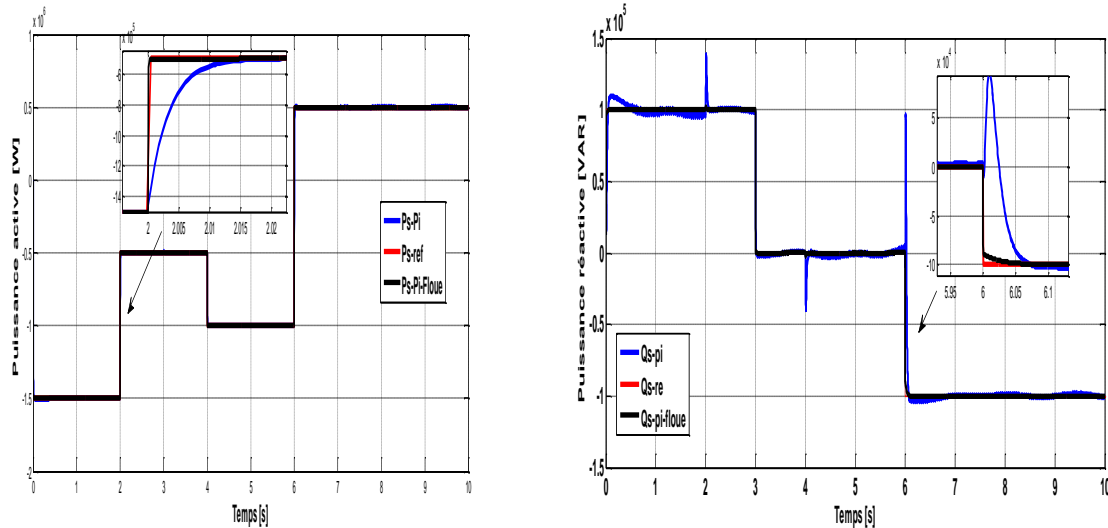 x 10^6
1
0.5
0
-0.5
-1
-1.5
-2
Puissance active [W]
x 10^5
-6
-8
-10
-12
-14
2 2.005 2.01 2.015 2.02
Ps-Pi
Ps-ref
Ps-Pi-Floue
0 1 2 3 4 5 6 7 8 9 10
Temps [s]
x 10^5
1.5
1
0.5
0
-0.5
-1
-1.5
Puissance réactive [VAR]
x 10^4
5
0
-5
-10
5.95 6 6.05 6.1
Qs-pi
Qs-re
Qs-pi-floue
0 1 2 3 4 5 6 7 8 9 10
Temps [s]